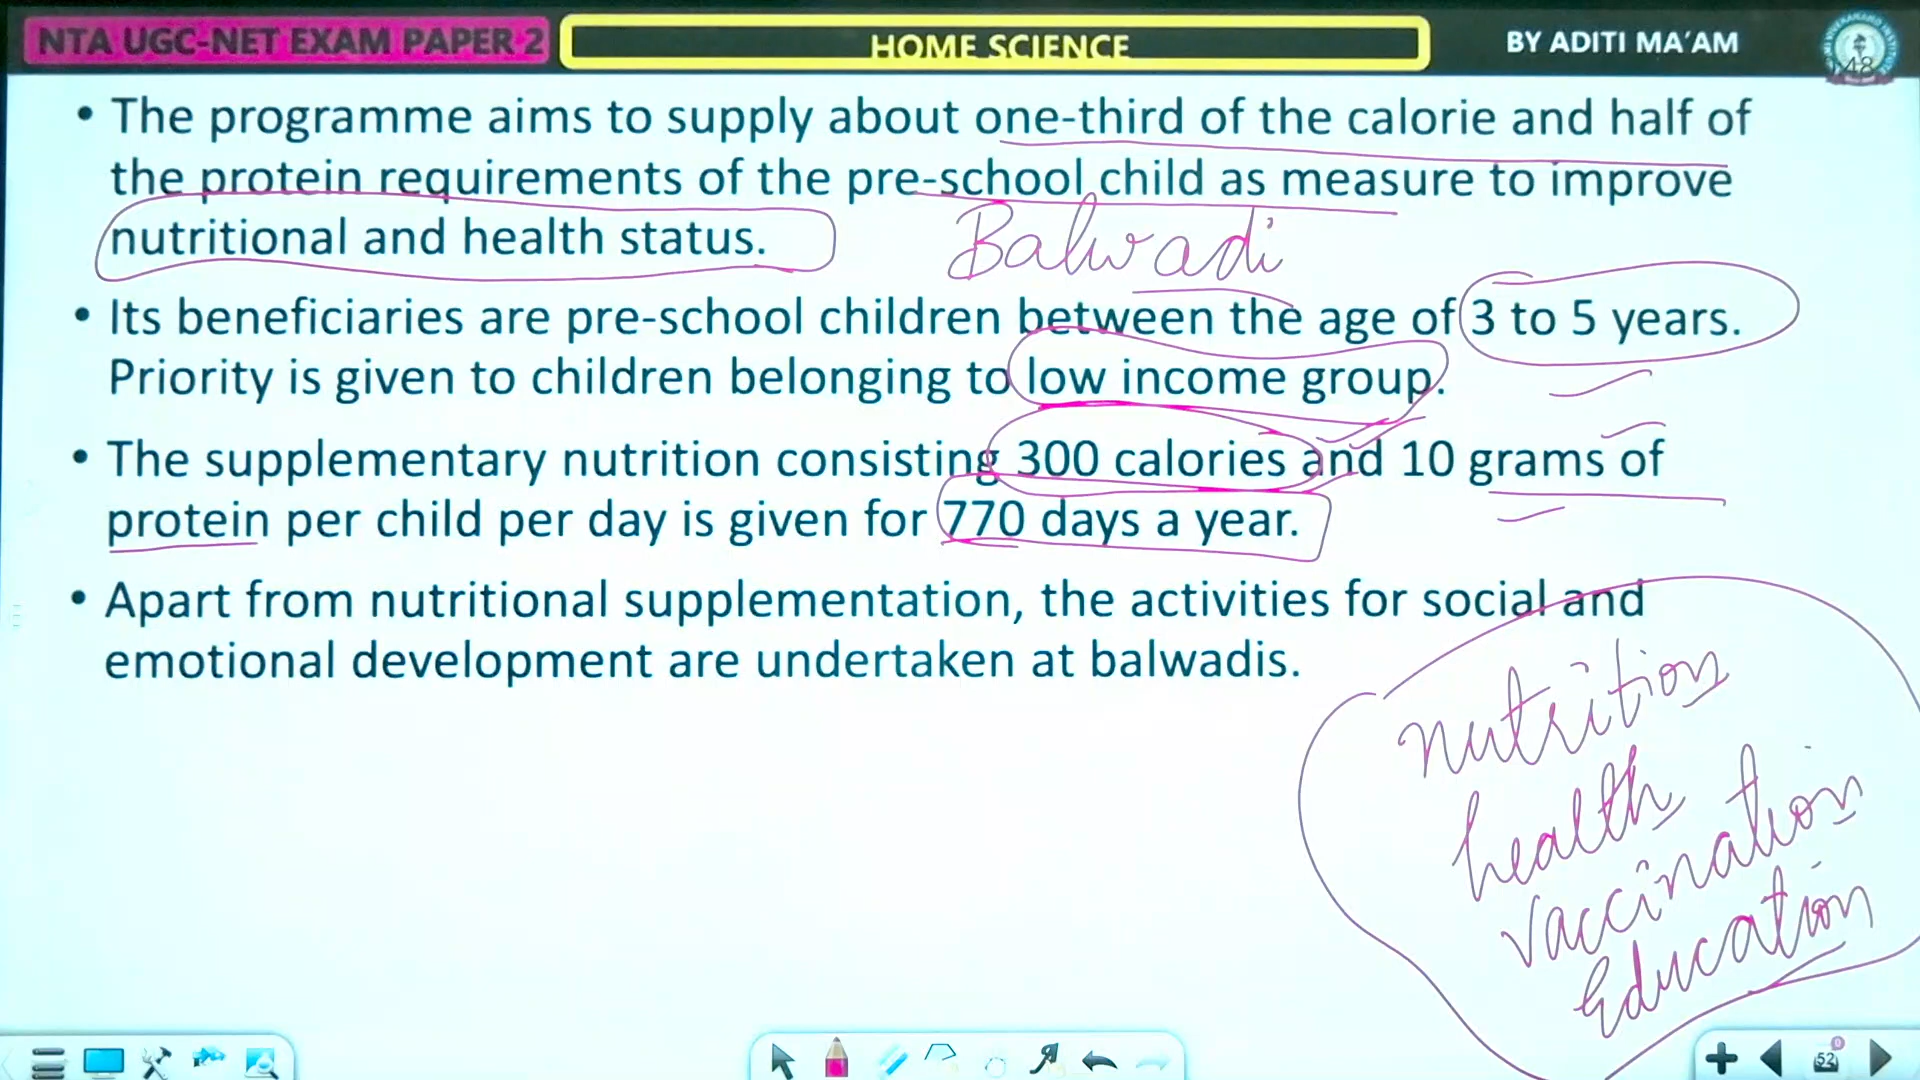 NTA UGC-NET EXAM PAPER 2
HOME SCIENCE
BY ADITI MA'AM
• The programme aims to supply about one-third of the calorie and half of
the protein requirements of the pre-school child as measure to improve
nutritional and health status.
Balwadi
• Its beneficiaries are pre-school children between the age of 3 to 5 years.
Priority is given to children belonging to low income group.
• The supplementary nutrition consisting 300 calories and 10 grams of
protein per child per day is given for 770 days a year.
• Apart from nutritional supplementation, the activities for social and
emotional development are undertaken at balwadis.
nutrition
health
vaccination
Education
52
0